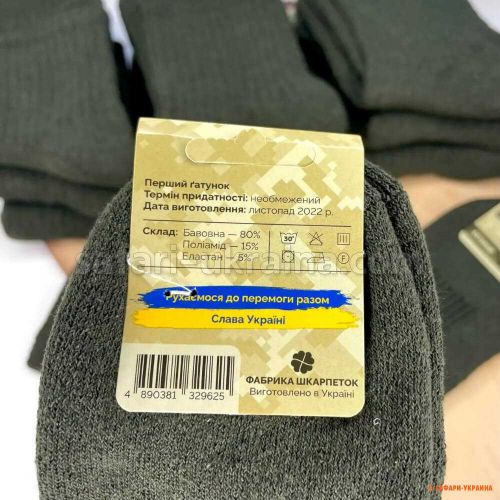 Перший ґатунок
Термін придатності: необмежений
Дата виготовлення: листопад 2022 р.
Склад: Бавовна — 80%
Поліамід — 15%
Еластан — 5%
30°
F
Рухаємося до перемоги разом
Слава Україні
4 890381 329625
ФАБРИКА ШКАРПЕТОК
Виготовлено в Україні
САФАРИ-УКРАИНА